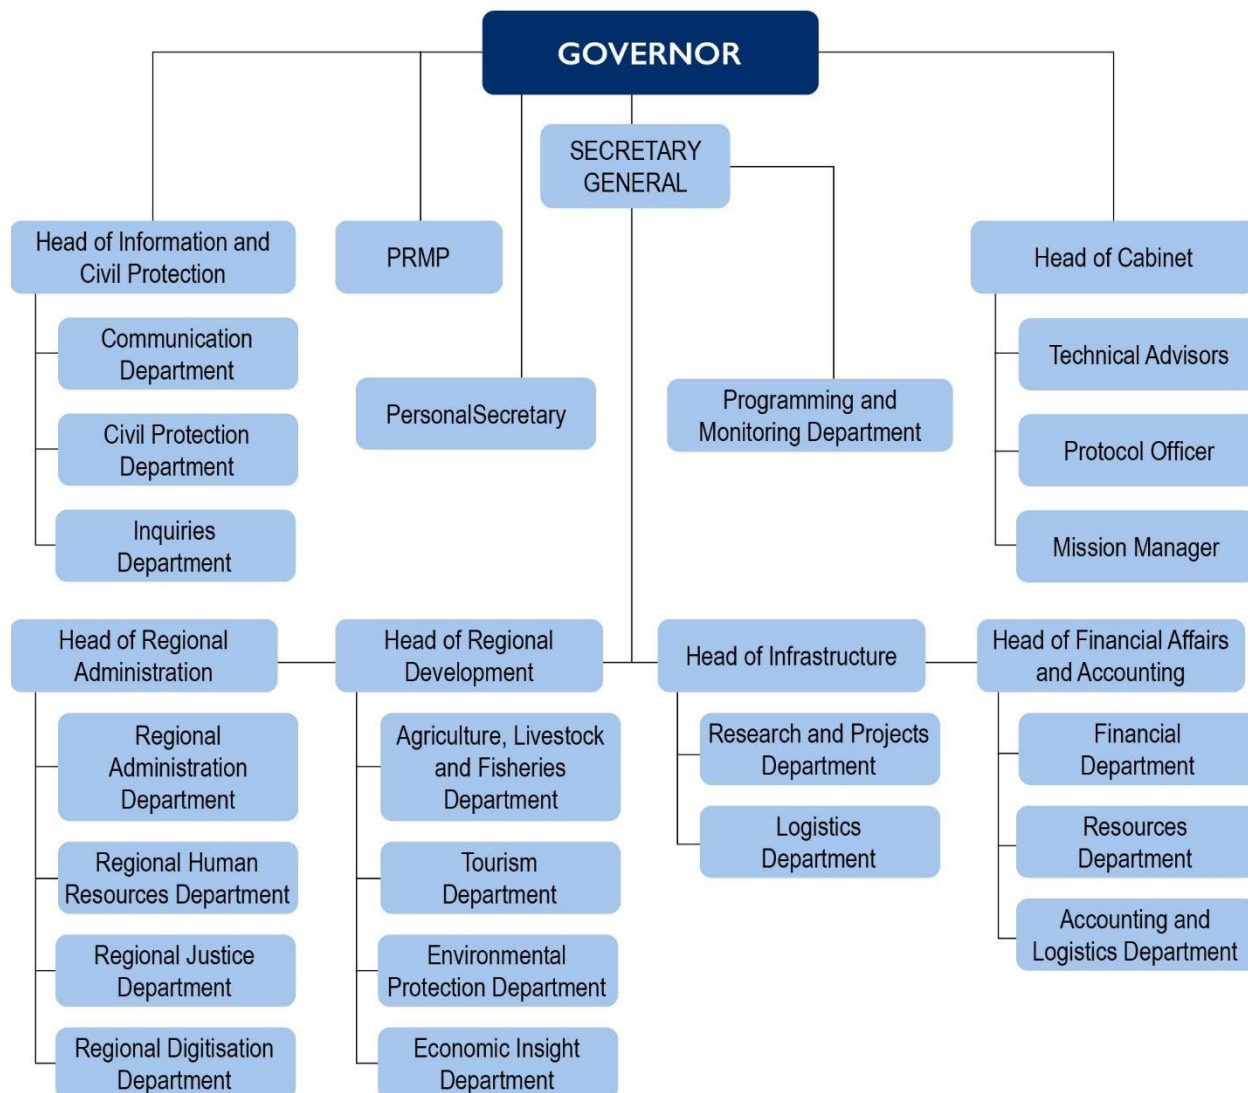 GOVERNOR
SECRETARY
GENERAL
Head of Information and
Civil Protection
PRMP
Head of Cabinet
Communication
Department
Technical Advisors
PersonalSecretary
Programming and
Monitoring Department
Civil Protection
Department
Protocol Officer
Inquiries
Department
Mission Manager
Head of Regional
Administration
Head of Regional
Development
Head of Infrastructure
Head of Financial Affairs
and Accounting
Regional
Administration
Department
Agriculture, Livestock
and Fisheries
Department
Research and Projects
Department
Financial
Department
Regional Human
Resources Department
Tourism
Department
Logistics
Department
Resources
Department
Regional Justice
Department
Environmental
Protection Department
Accounting and
Logistics Department
Regional Digitisation
Department
Economic Insight
Department